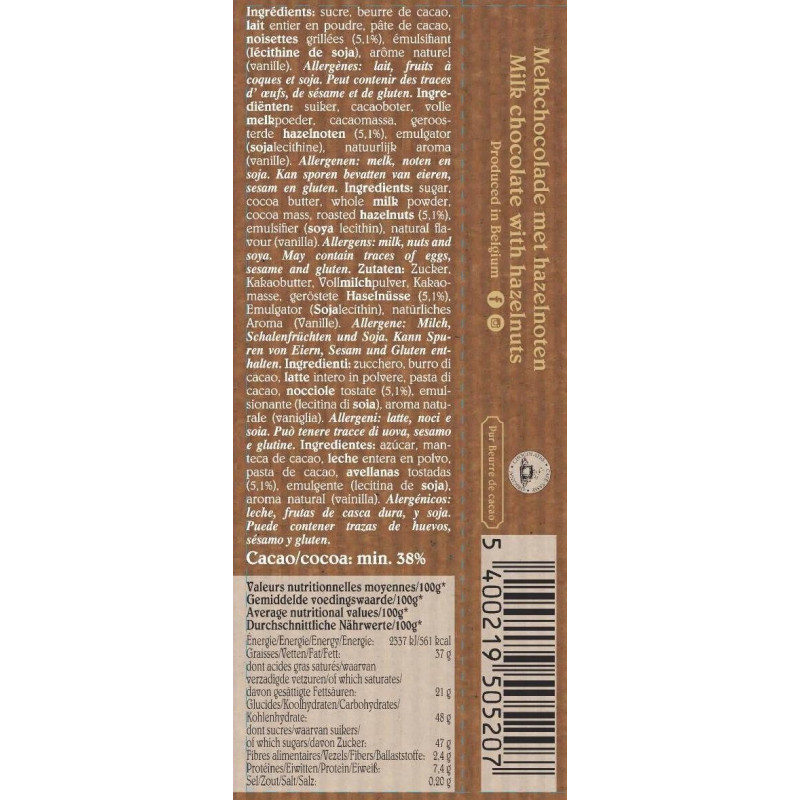 Ingrédients: sucre, beurre de cacao,
lait entier en poudre, pâte de cacao,
noisettes grillées (5,1%), émulsifiant
(lécithine de soja), arôme naturel
(vanille). Allergènes: lait, fruits à
coques et soja. Peut contenir des traces
d' œufs, de sésame et de gluten. Ingre-
diënten: suiker, cacaoboter, volle
melkpoeder, cacaomassa, geroos-
terde hazelnoten (5,1%), emulgator
(sojalecithine), natuurlijk aroma
(vanille). Allergenen: melk, noten en
soja. Kan sporen bevatten van eieren,
sesam en gluten. Ingredients: sugar,
cocoa butter, whole milk powder,
cocoa mass, roasted hazelnuts (5,1%),
emulsifier (soya lecithin), natural fla-
vour (vanilla). Allergens: milk, nuts and
soya. May contain traces of eggs,
sesame and gluten. Zutaten: Zucker,
Kakaobutter, Vollmilchpulver, Kakao-
masse, geröstete Haselnüsse (5,1%),
Emulgator (Sojalecithin), natürliches
Aroma (Vanille). Allergene: Milch,
Schalenfrüchten und Soja. Kann Spu-
ren von Eiern, Sesam und Gluten ent-
halten. Ingredienti: zucchero, burro di
cacao, latte intero in polvere, pasta di
cacao, nocciole tostate (5,1%), emul-
sionante (lecitina di soia), aroma natu-
rale (vaniglia). Allergeni: latte, noci e
soia. Può tenere tracce di uova, sesamo
e glutine. Ingredientes: azúcar, man-
teca de cacao, leche entera en polvo,
pasta de cacao, avellanas tostadas
(5,1%), emulgente (lecitina de soja),
aroma natural (vainilla). Alergénicos:
leche, frutas de casca dura, y soja.
Puede contener trazas de huevos,
sésamo y gluten.
Cacao/cocoa: min. 38%
Valeurs nutritionnelles moyennes/100g*
Gemiddelde voedingswaarde/100g*
Average nutritional values/100g*
Durchschnittliche Nährwerte/100g*
Énergie/Energie/Energy/Energie: 2337 kJ/561 kcal
Graisses/Vetten/Fat/Fett: 37 g
dont acides gras saturés/waarvan
verzadigde vetzuren/of which saturates/
davon gesättigte Fettsäuren: 21 g
Glucides/Koolhydraten/Carbohydrates/
Kohlenhydrate: 48 g
dont sucres/waarvan suikers/
of which sugars/davon Zucker: 47 g
Fibres alimentaires/Vezels/Fibers/Ballaststoffe: 2,4 g
Protéines/Eiwitten/Protein/Eiweiß: 7,4 g
Sel/Zout/Salt/Salz: 0,20 g
Melkchocolade met hazelnoten
Milk chocolate with hazelnuts
Produced in Belgium
Pur Beurre de cacao
5 400219 505207